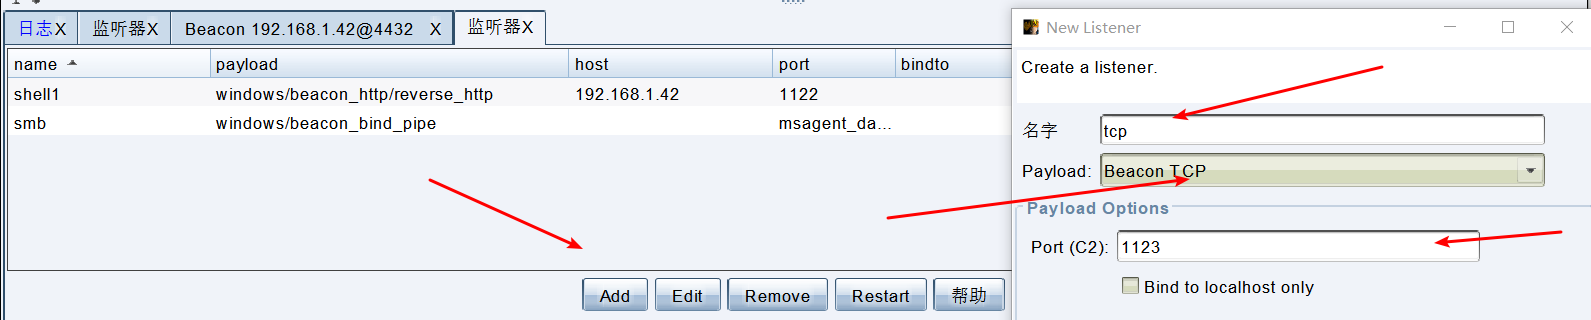 日志X 监听器X Beacon 192.168.1.42@4432 X 监听器X
name payload host port bindto
shell1 windows/beacon_http/reverse_http 192.168.1.42 1122
smb windows/beacon_bind_pipe msagent_da...
Add Edit Remove Restart 帮助
New Listener
Create a listener.
名字 tcp
Payload: Beacon TCP
Payload Options
Port (C2): 1123
Bind to localhost only